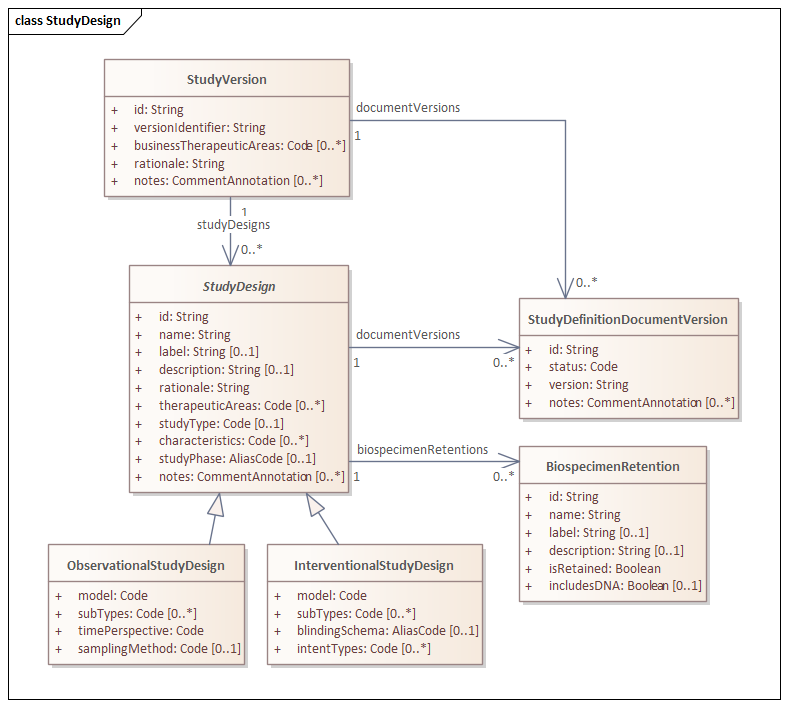 class StudyDesign
StudyVersion
+ id: String
+ versionIdentifier: String
+ businessTherapeuticAreas: Code [0..*]
+ rationale: String
+ notes: CommentAnnotation [0..*]
documentVersions
1
1
studyDesigns
0..*
0..*
StudyDesign
+ id: String
+ name: String
+ label: String [0..1]
+ description: String [0..1]
+ rationale: String
+ therapeuticAreas: Code [0..*]
+ studyType: Code [0..1]
+ characteristics: Code [0..*]
+ studyPhase: AliasCode [0..1]
+ notes: CommentAnnotation [0..*]
documentVersions
1
0..*
StudyDefinitionDocumentVersion
+ id: String
+ status: Code
+ version: String
+ notes: CommentAnnotation [0..*]
biospecimenRetentions
1
0..*
BiospecimenRetention
+ id: String
+ name: String
+ label: String [0..1]
+ description: String [0..1]
+ isRetained: Boolean
+ includesDNA: Boolean [0..1]
ObservationalStudyDesign
+ model: Code
+ subTypes: Code [0..*]
+ timePerspective: Code
+ samplingMethod: Code [0..1]
InterventionalStudyDesign
+ model: Code
+ subTypes: Code [0..*]
+ blindingSchema: AliasCode [0..1]
+ intentTypes: Code [0..*]